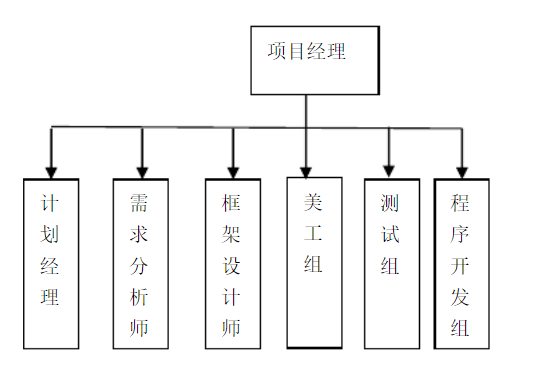 项目经理
计划经理
需求分析师
框架设计师
美工组
测试组
程序开发组